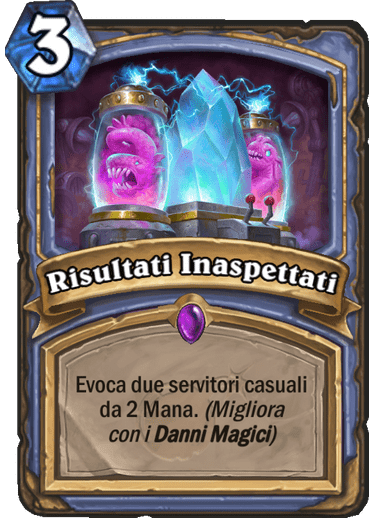 3
Risultati Inaspettati
Evoca due servitori casuali
da 2 Mana. (Migliora
con i Danni Magici)